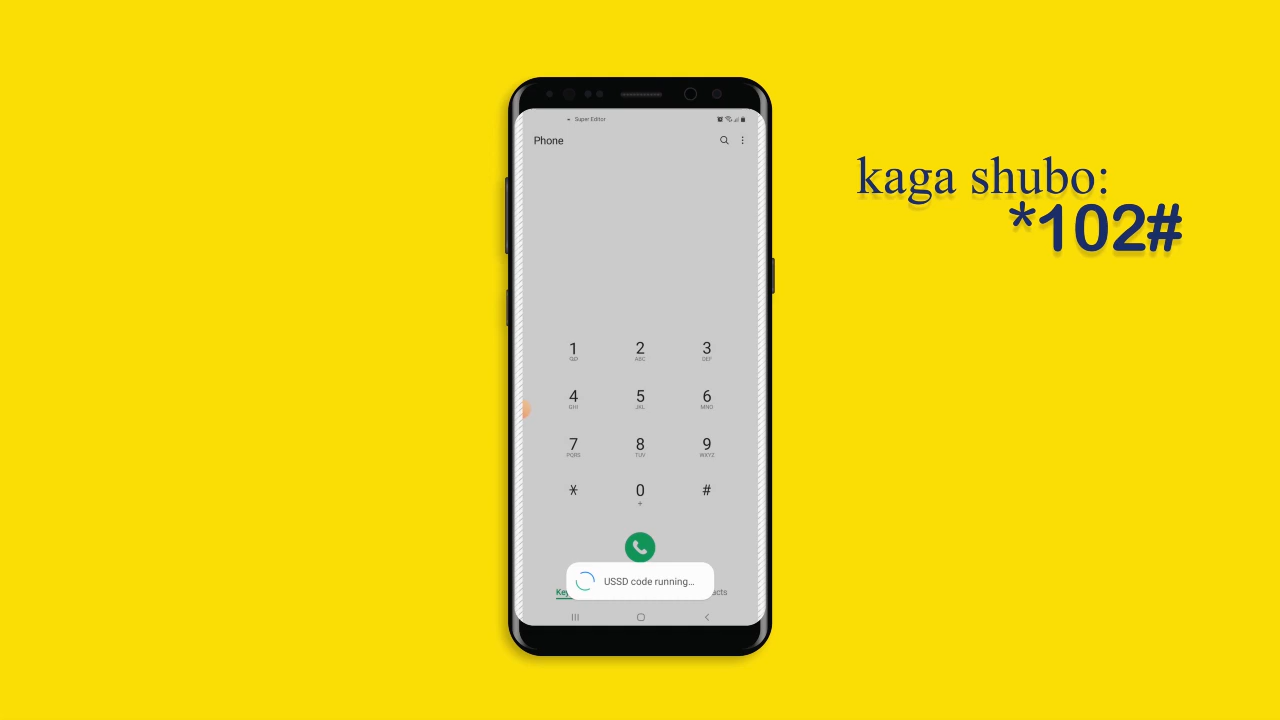 Super Editor
Phone
kaga shubo:
*102#
1 2 3
ABC DEF
4 5 6
GHI JKL MNO
7 8 9
PQRS TUV WXYZ
* 0 #
+
USSD code running...